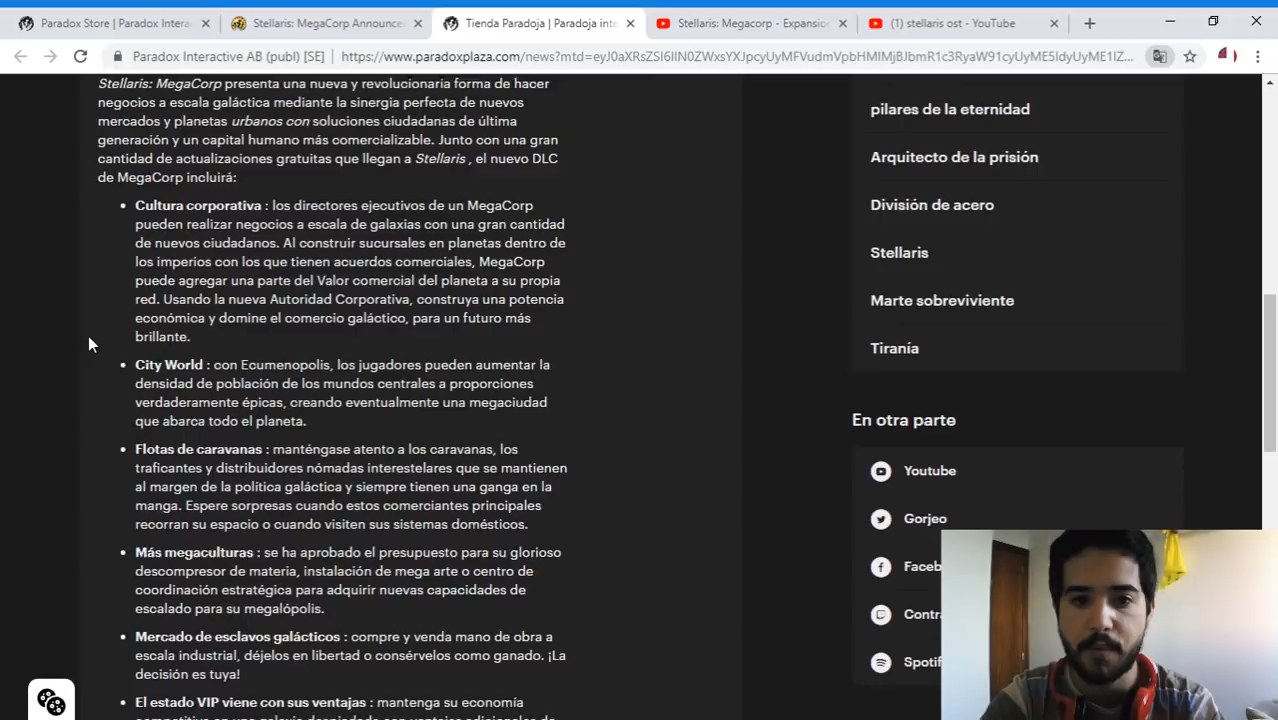 Paradox Store | Paradox Intera
Stellaris: MegaCorp Announce
Tienda Paradoja | Paradoja inte
Stellaris: Megacorp - Expansion
(1) stellaris ost - YouTube
Paradox Interactive AB (publ) [SE]
Stellaris: MegaCorp presenta una nueva y revolucionaria forma de hacer
negocios a escala galáctica mediante la sinergia perfecta de nuevos
mercados y planetas urbanos con soluciones ciudadanas de última
generación y un capital humano más comercializable. Junto con una gran
cantidad de actualizaciones gratuitas que llegan a Stellaris , el nuevo DLC
de MegaCorp incluirá:
Cultura corporativa : los directores ejecutivos de un MegaCorp
pueden realizar negocios a escala de galaxias con una gran cantidad
de nuevos ciudadanos. Al construir sucursales en planetas dentro de
los imperios con los que tienen acuerdos comerciales, MegaCorp
puede agregar una parte del Valor comercial del planeta a su propia
red. Usando la nueva Autoridad Corporativa, construya una potencia
económica y domine el comercio galáctico, para un futuro más
brillante.
City World : con Ecumenopolis, los jugadores pueden aumentar la
densidad de población de los mundos centrales a proporciones
verdaderamente épicas, creando eventualmente una megaciudad
que abarca todo el planeta.
Flotas de caravanas : manténgase atento a los caravanas, los
traficantes y distribuidores nómadas interestelares que se mantienen
al margen de la política galáctica y siempre tienen una ganga en la
manga. Espere sorpresas cuando estos comerciantes principales
recorran su espacio o cuando visiten sus sistemas domésticos.
Más megaculturas : se ha aprobado el presupuesto para su glorioso
descompresor de materia, instalación de mega arte o centro de
coordinación estratégica para adquirir nuevas capacidades de
escalado para su megalópolis.
Mercado de esclavos galácticos : compre y venda mano de obra a
escala industrial, déjelos en libertad o consérvelos como ganado. ¡La
decisión es tuya!
El estado VIP viene con sus ventajas : mantenga su economía
pilares de la eternidad
Arquitecto de la prisión
División de acero
Stellaris
Marte sobreviviente
Tiranía
En otra parte
Youtube
Gorjeo
Faceb
Contra
Spotif